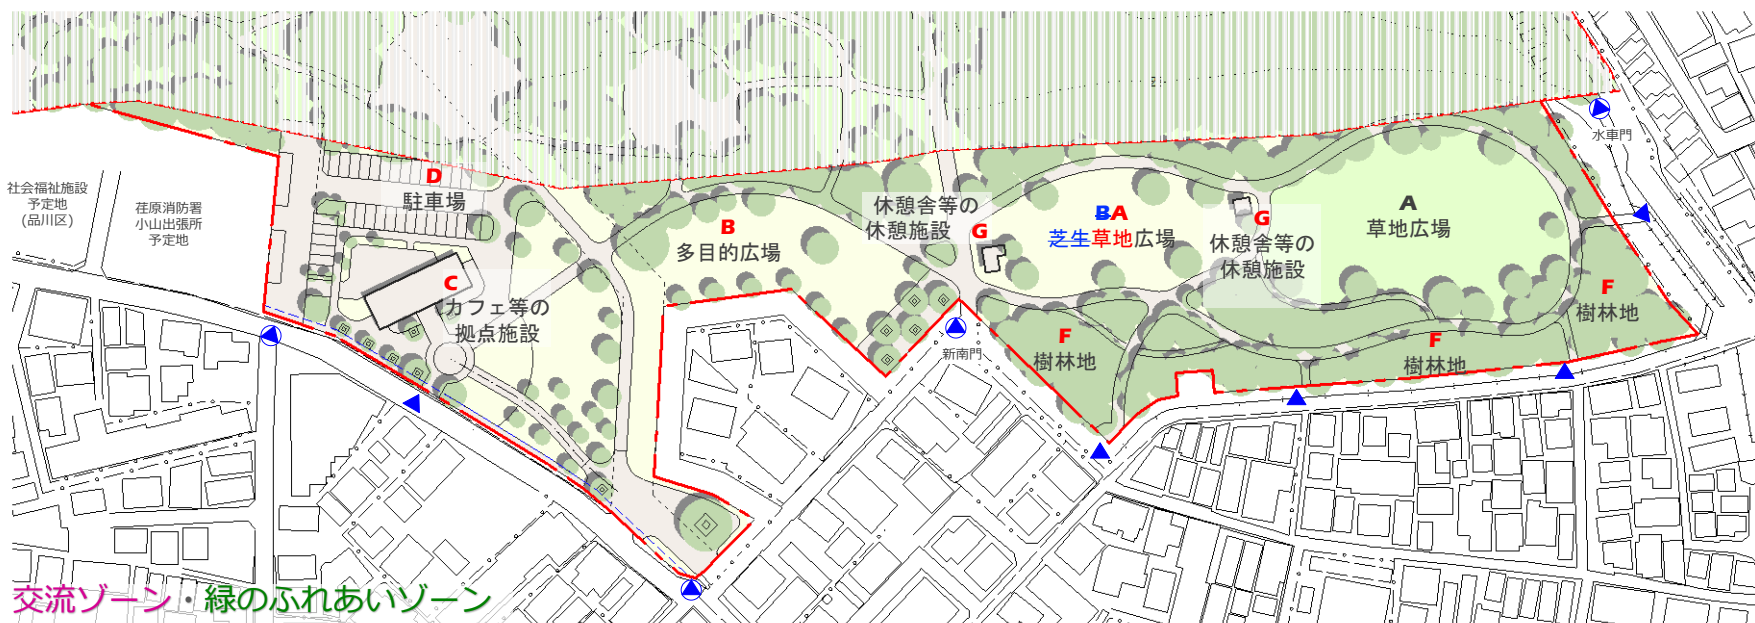 水車門
社会福祉施設
予定地
(品川区)
荏原消防署
小山出張所
予定地
D
駐車場
C
カフェ等の
拠点施設
B
多目的広場
休憩舎等の
休憩施設
G
BA
芝生草地広場
G
休憩舎等の
休憩施設
A
草地広場
F
樹林地
F
樹林地
F
樹林地
新南門
交流ゾーン・緑のふれあいゾーン